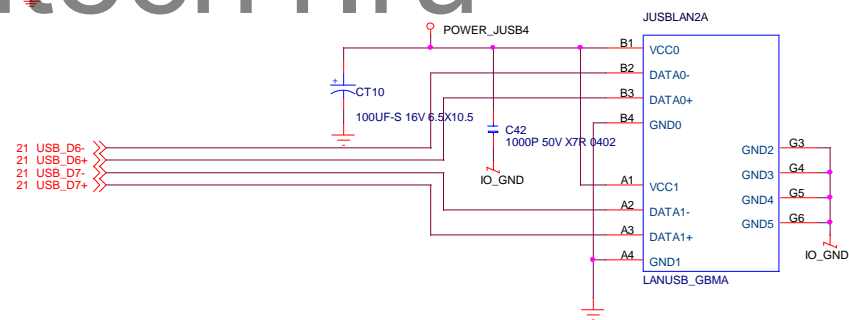 JUSBLAN2A
POWER_JUSB4
B1 VCC0
B2 DATA0-
B3 DATA0+
B4 GND0
+
CT10
100UF-S 16V 6.5X10.5
C42
1000P 50V X7R 0402
IO_GND
21 USB_D6-
21 USB_D6+
21 USB_D7-
21 USB_D7+
A1 VCC1
A2 DATA1-
A3 DATA1+
A4 GND1
GND2 G3
GND3 G4
GND4 G5
GND5 G6
IO_GND
LANUSB_GBMA